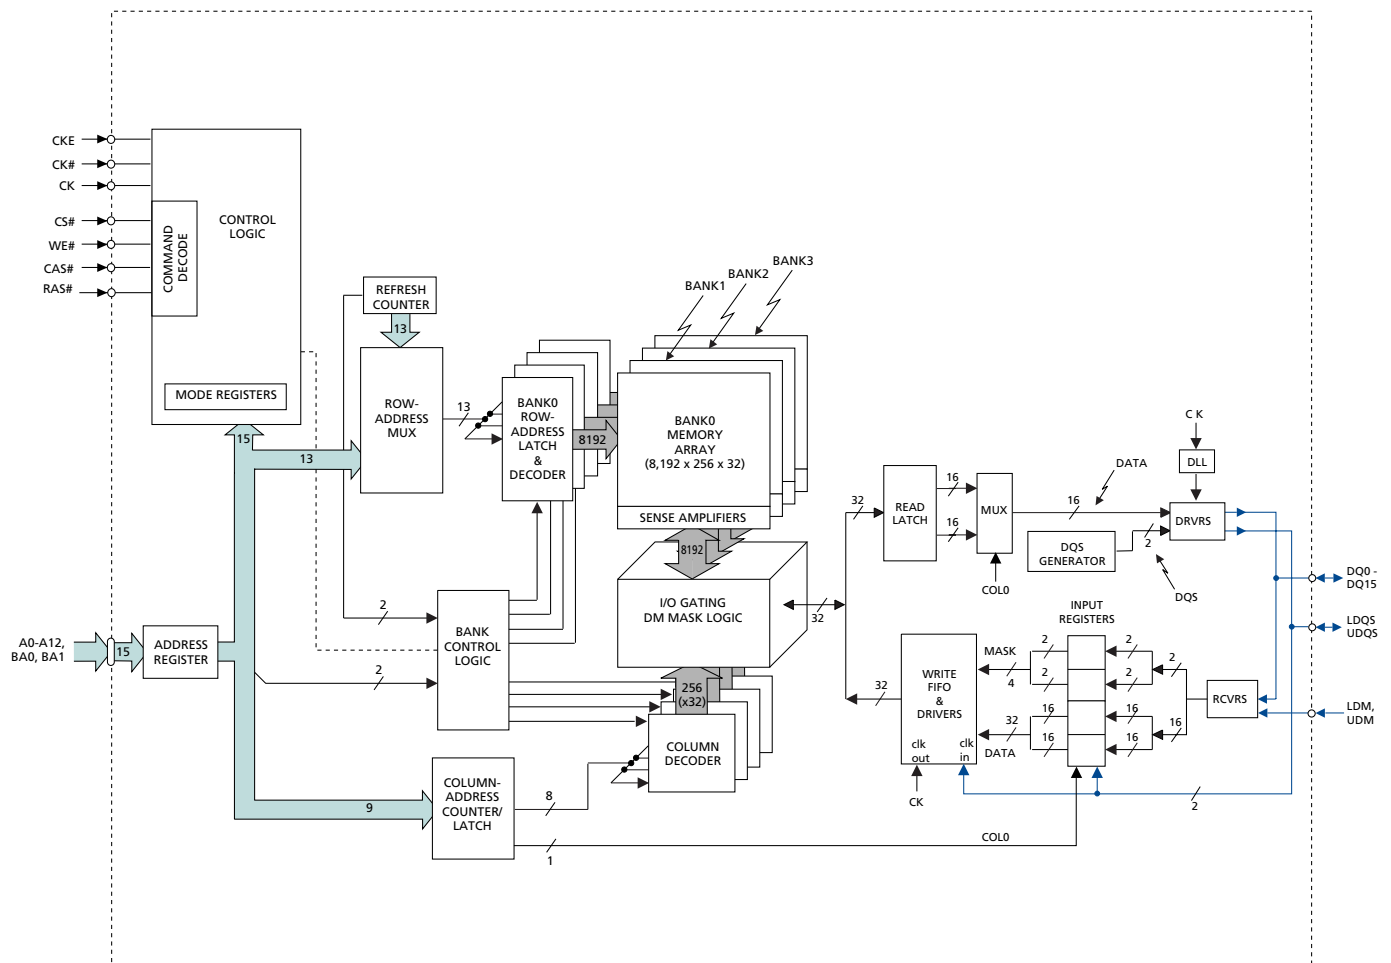 CKE
CK#
CK
CS#
WE#
CAS#
RAS#
COMMAND
DECODE
CONTROL
LOGIC
MODE REGISTERS
15
REFRESH
COUNTER
13
13
ROW-
ADDRESS
MUX
13
BANK0
ROW-
ADDRESS
LATCH
&
DECODER
8192
BANK1
BANK2
BANK3
BANK0
MEMORY
ARRAY
(8,192 x 256 x 32)
SENSE AMPLIFIERS
8192
I/O GATING
DM MASK LOGIC
32
256
(x32)
COLUMN
DECODER
2
2
BANK
CONTROL
LOGIC
A0-A12,
BA0, BA1
15
ADDRESS
REGISTER
9
COLUMN-
ADDRESS
COUNTER/
LATCH
8
1
COL0
32
READ
LATCH
16
16
MUX
COL0
16
DATA
C K
DLL
DRVRS
DQS
GENERATOR
2
DQS
DQ0 -
DQ15
LDQS
UDQS
LDM,
UDM
INPUT
REGISTERS
32
WRITE
FIFO
&
DRIVERS
clk
out
clk
in
CK
MASK
4
32
DATA
2
2
16
16
2
2
16
16
2
16
RCVRS
2